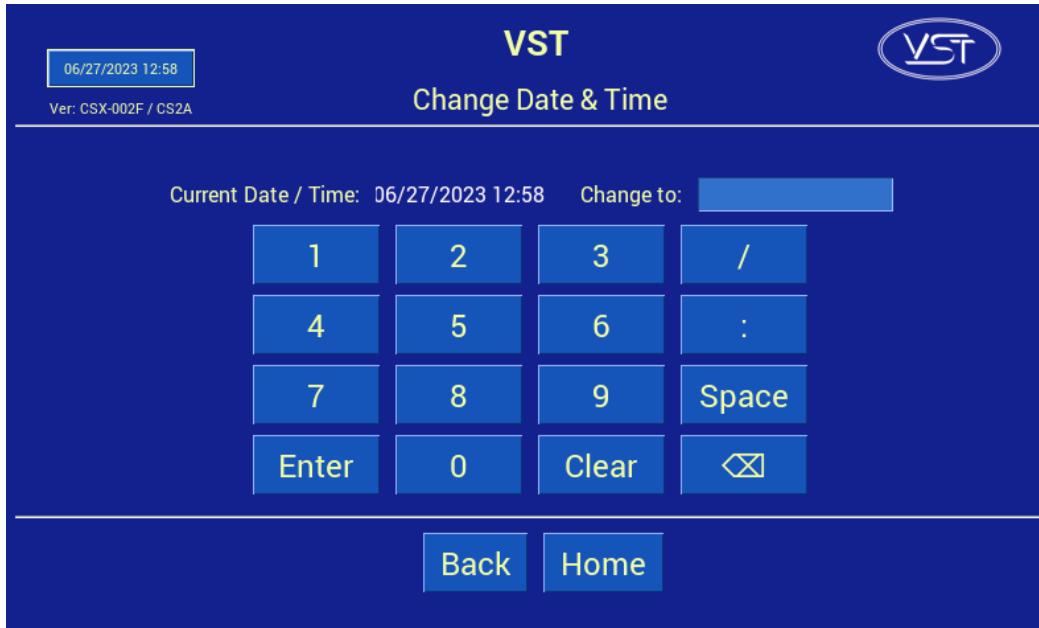 VST
06/27/2023 12:58
VST
Ver: CSX-002F / CS2A
Change Date & Time
Current Date / Time: 06/27/2023 12:58 Change to:
1 2 3 /
4 5 6 :
7 8 9 Space
Enter 0 Clear ⌫
Back Home